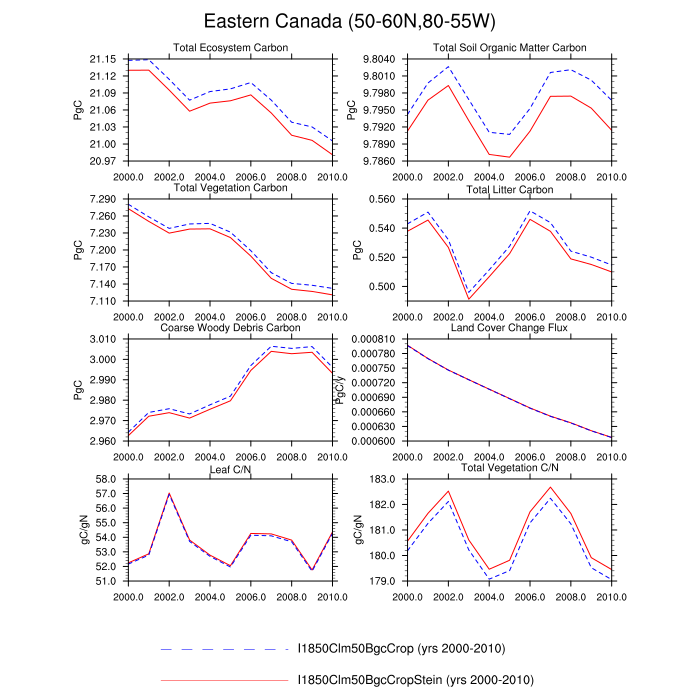 Eastern Canada (50-60N,80-55W)
Total Ecosystem Carbon
PgC
21.15
21.12
21.09
21.06
21.03
21.00
20.97
2000.0 2002.0 2004.0 2006.0 2008.0 2010.0
Total Soil Organic Matter Carbon
PgC
9.8040
9.8010
9.7980
9.7950
9.7920
9.7890
9.7860
2000.0 2002.0 2004.0 2006.0 2008.0 2010.0
Total Vegetation Carbon
PgC
7.290
7.260
7.230
7.200
7.170
7.140
7.110
2000.0 2002.0 2004.0 2006.0 2008.0 2010.0
Total Litter Carbon
PgC
0.560
0.540
0.520
0.500
2000.0 2002.0 2004.0 2006.0 2008.0 2010.0
Coarse Woody Debris Carbon
PgC
3.010
3.000
2.990
2.980
2.970
2.960
2000.0 2002.0 2004.0 2006.0 2008.0 2010.0
Land Cover Change Flux
PgC/y
0.000810
0.000780
0.000750
0.000720
0.000690
0.000660
0.000630
0.000600
2000.0 2002.0 2004.0 2006.0 2008.0 2010.0
Leaf C/N
gC/gN
58.0
57.0
56.0
55.0
54.0
53.0
52.0
51.0
2000.0 2002.0 2004.0 2006.0 2008.0 2010.0
Total Vegetation C/N
gC/gN
183.0
182.0
181.0
180.0
179.0
2000.0 2002.0 2004.0 2006.0 2008.0 2010.0
I1850Clm50BgcCrop (yrs 2000-2010)
I1850Clm50BgcCropStein (yrs 2000-2010)